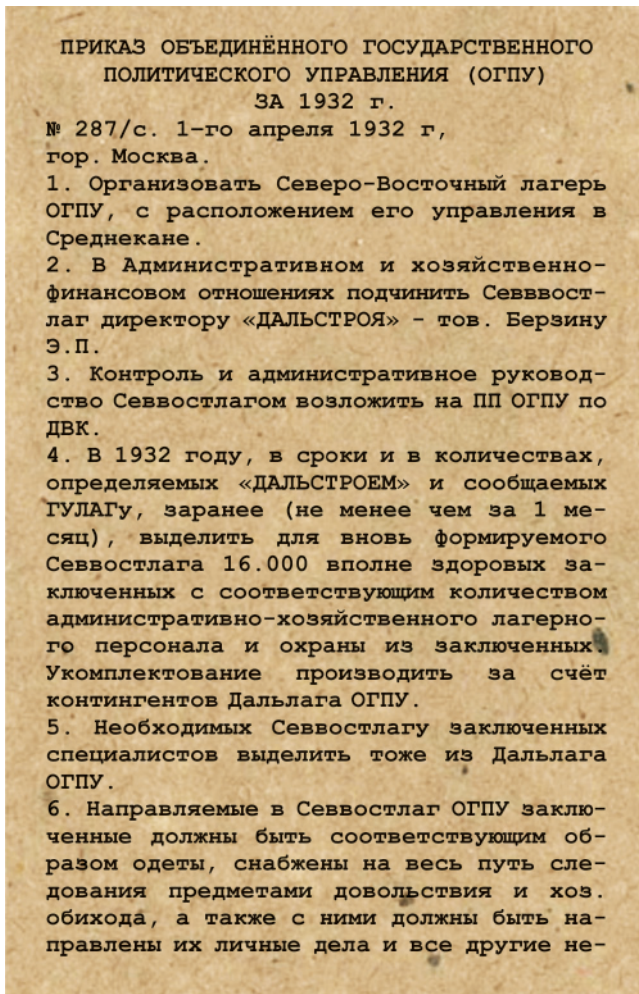 ПРИКАЗ ОБЪЕДИНЁННОГО ГОСУДАРСТВЕННОГО
ПОЛИТИЧЕСКОГО УПРАВЛЕНИЯ (ОГПУ)
ЗА 1932 г.
№ 287/с. 1-го апреля 1932 г,
гор. Москва.
1. Организовать Северо-Восточный лагерь
ОГПУ, с расположением его управления в
Среднекане.
2. В Административном и хозяйственно-
финансовом отношениях подчинить Севввост-
лаг директору «ДАЛЬСТРОЯ» - тов. Берзину
Э.П.
3. Контроль и административное руковод-
ство Севвостлагом возложить на ПП ОГПУ по
ДВК.
4. В 1932 году, в сроки и в количествах,
определяемых «ДАЛЬСТРОЕМ» и сообщаемых
ГУЛАГу, заранее (не менее чем за 1 ме-
сяц), выделить для вновь формируемого
Севвостлага 16.000 вполне здоровых за-
ключенных с соответствующим количеством
административно-хозяйственного лагерно-
го персонала и охраны из заключенных.
Укомплектование производить за счёт
контингентов Дальлага ОГПУ.
5. Необходимых Севвостлагу заключенных
специалистов выделить тоже из Дальлага
ОГПУ.
6. Направляемые в Севвостлаг ОГПУ заклю-
ченные должны быть соответствующим об-
разом одеты, снабжены на весь путь сле-
дования предметами довольствия и хоз.
обихода, а также с ними должны быть на-
правлены их личные дела и все другие не-